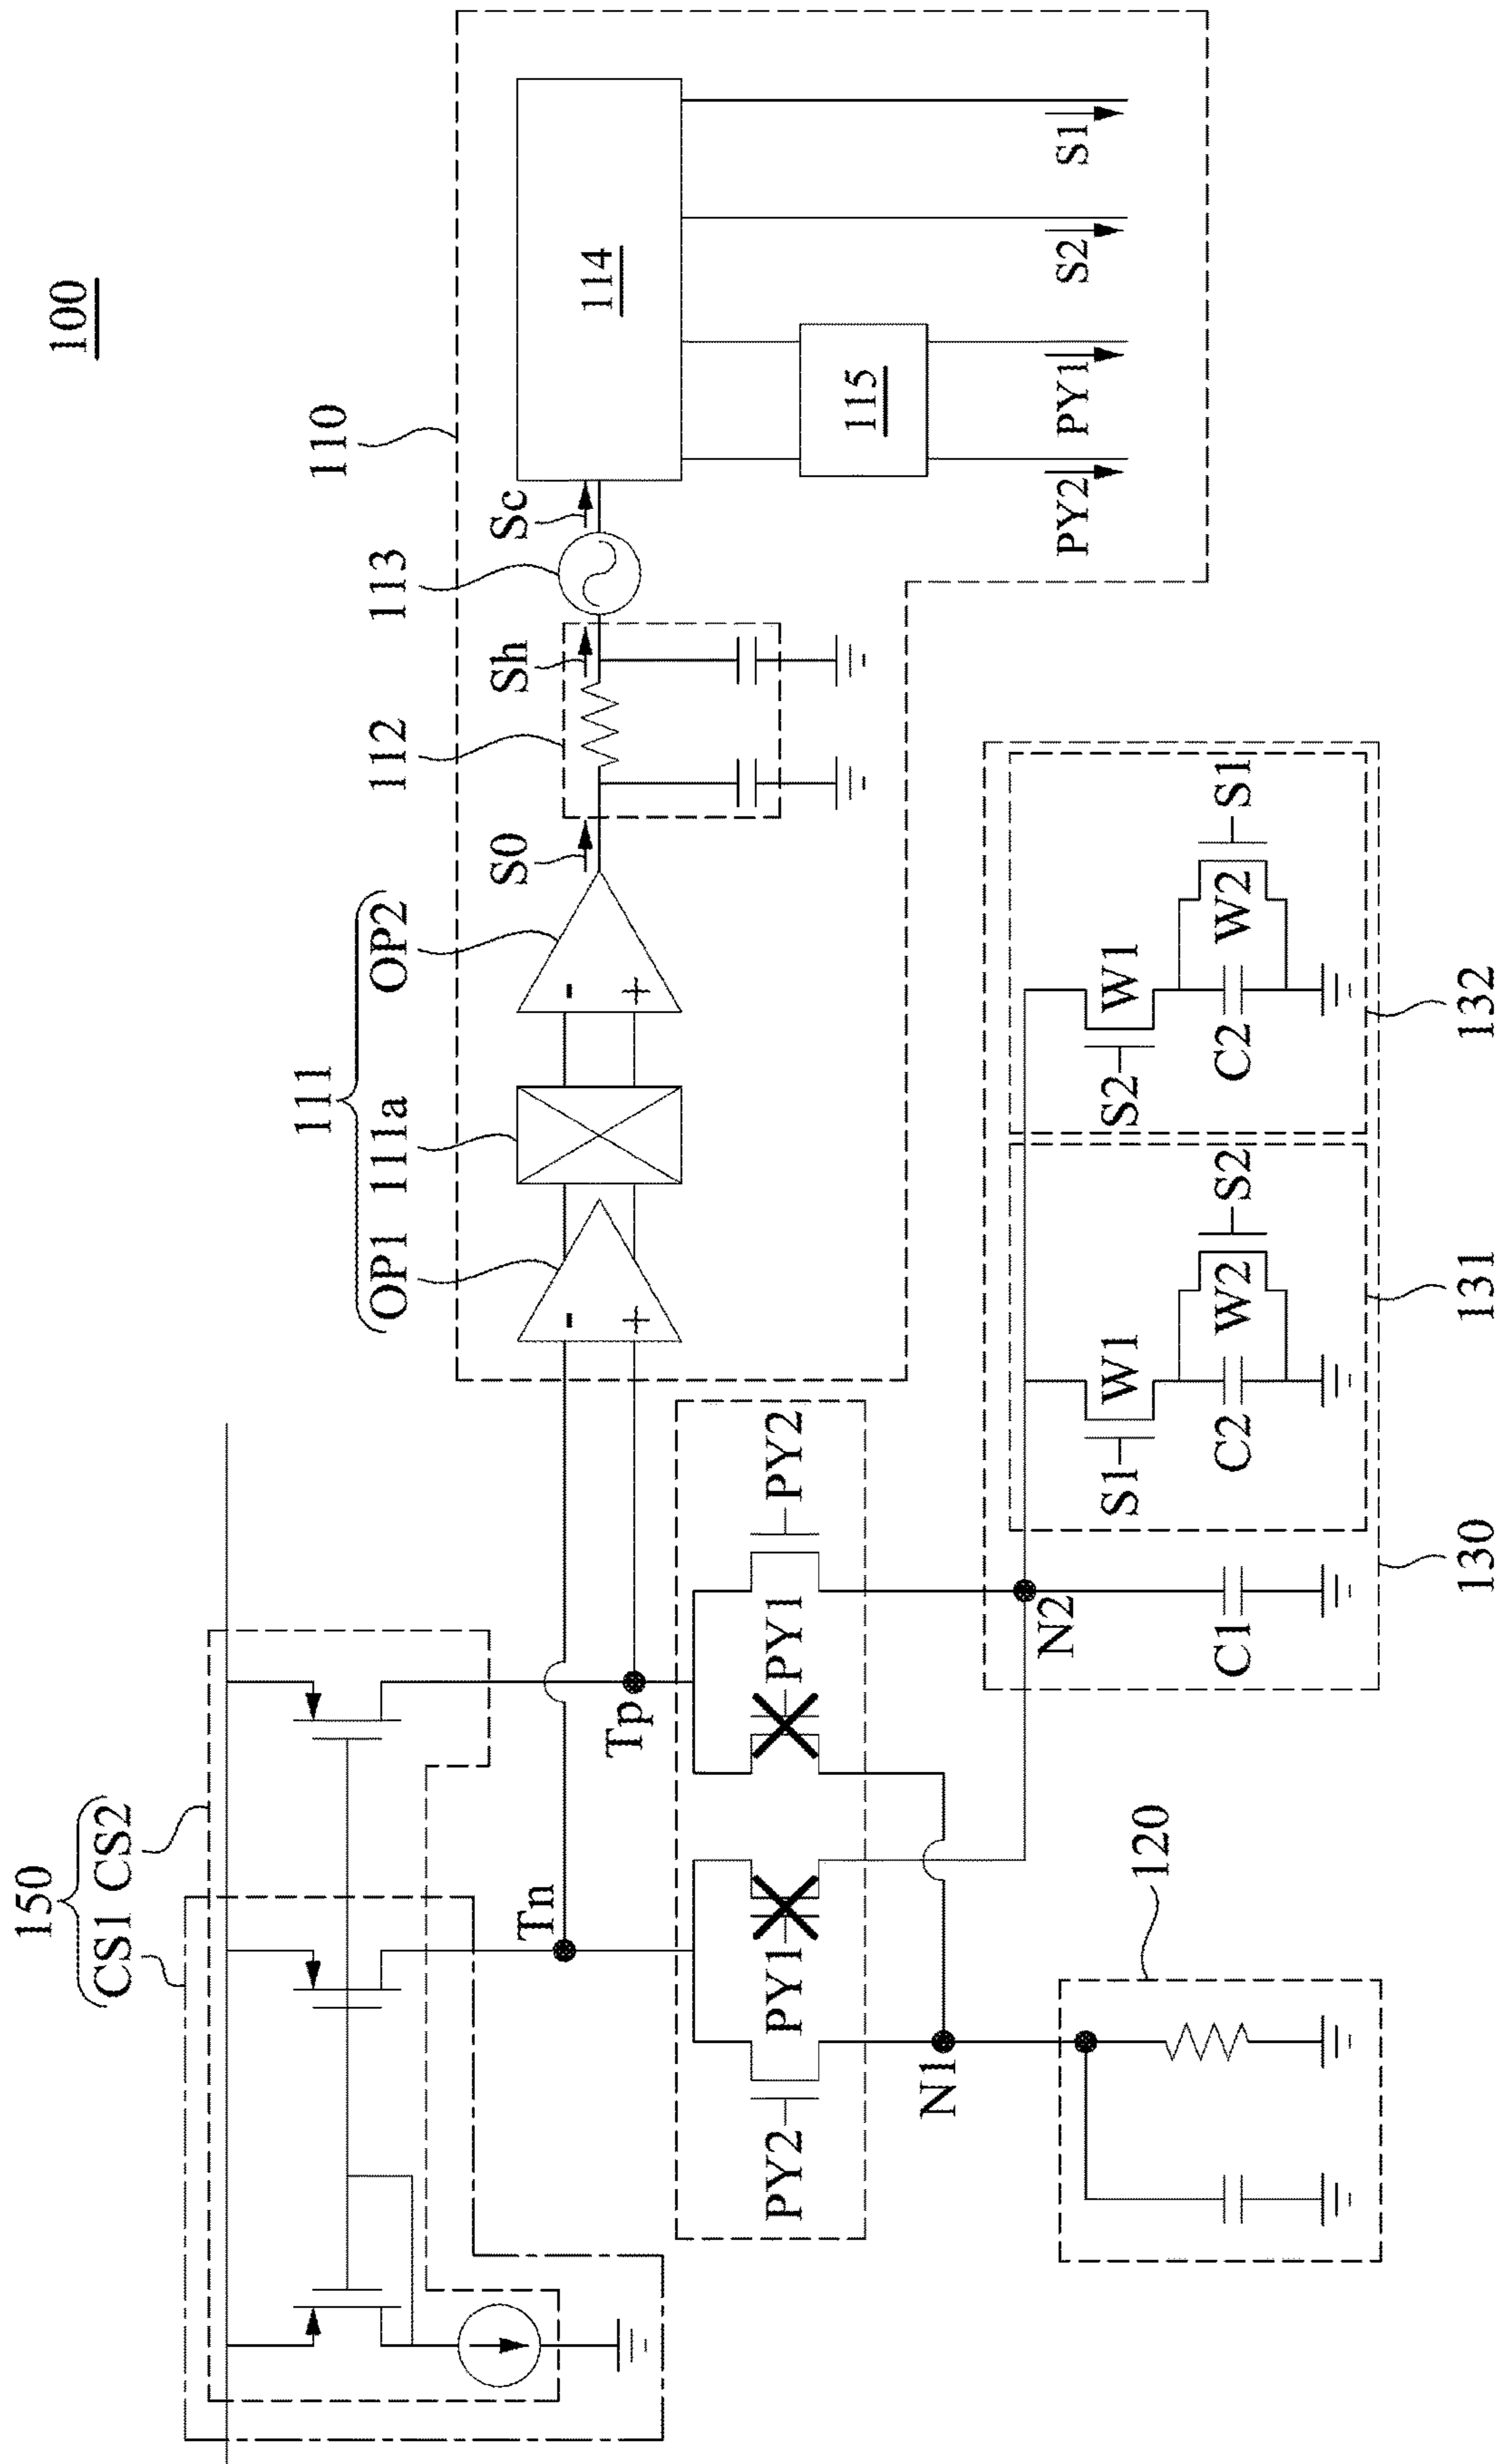 100
150
CS1 CS2
111
OP1 111a OP2
112
113
110
Tn
Tp
S0
Sh
Sc
-
+
-
+
114
115
PY2
PY1
S2
S1
PY2
PY1
PY1
PY2
N1
N2
120
C1
S1
W1
C2
W2
S2
S2
W1
C2
W2
S1
130
131
132